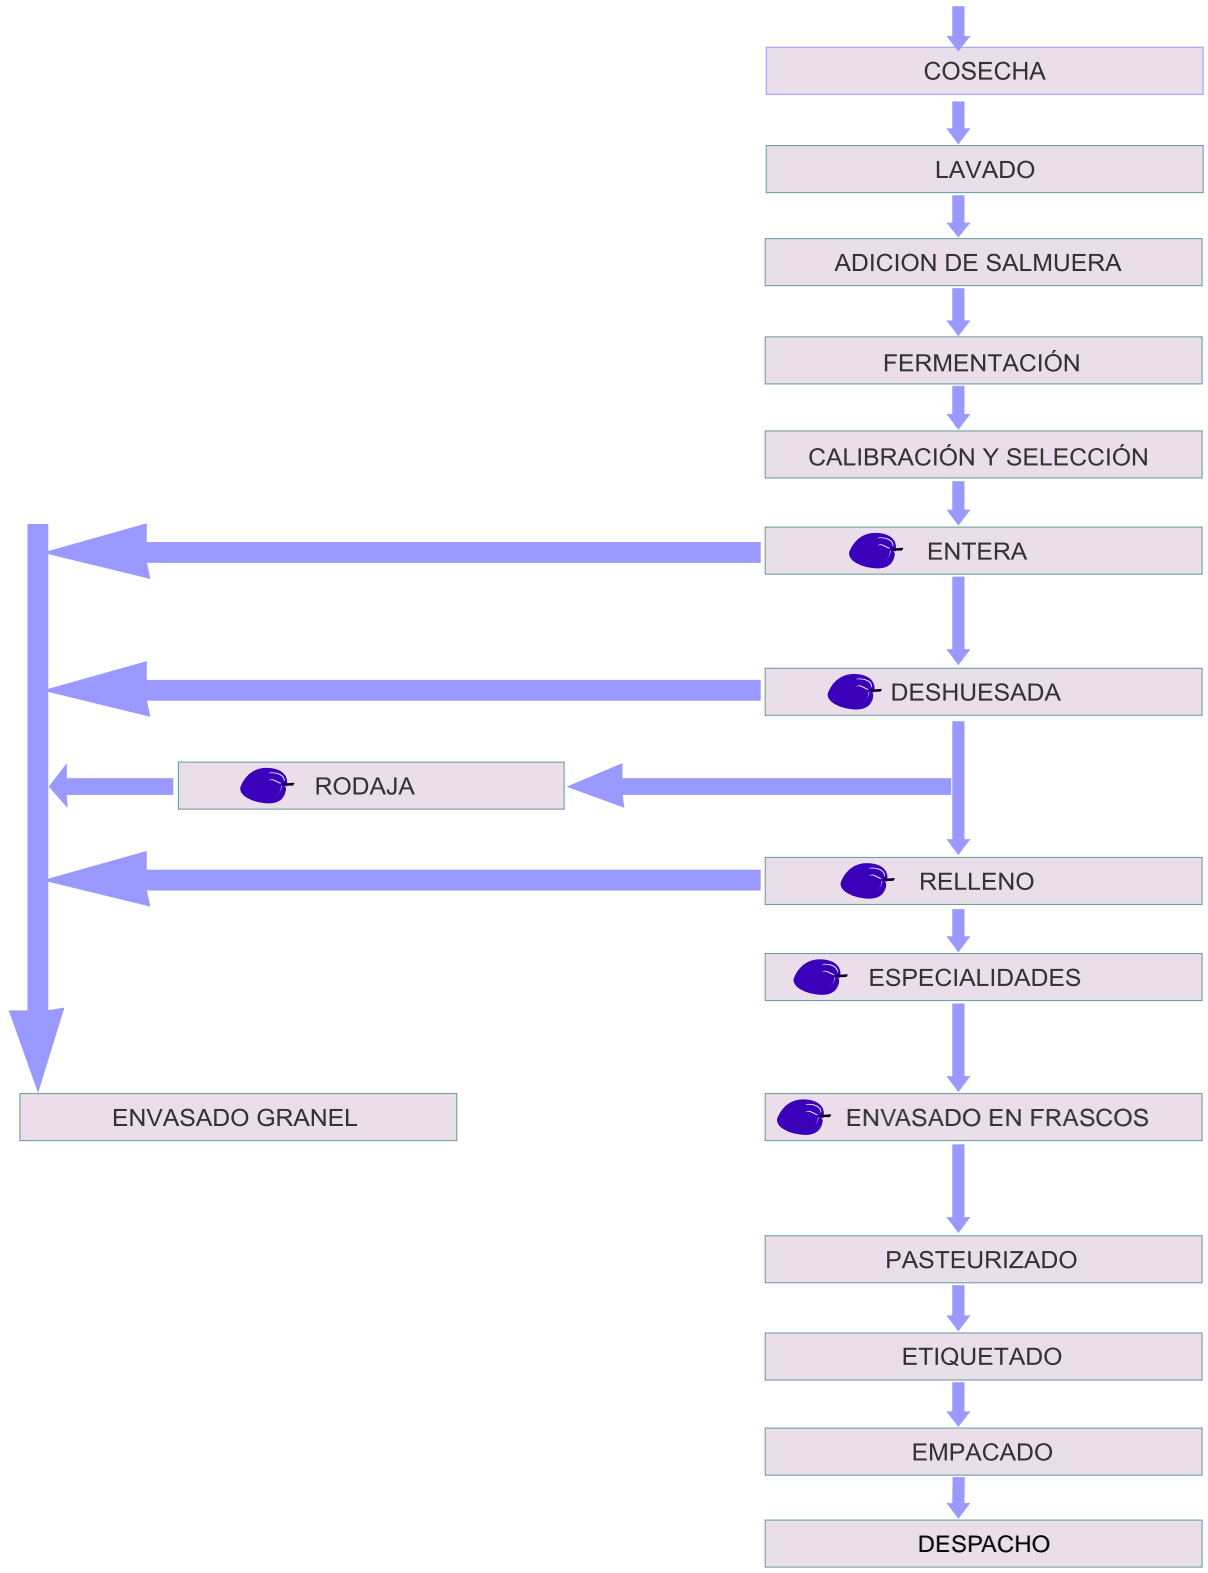 COSECHA
LAVADO
ADICION DE SALMUERA
FERMENTACIÓN
CALIBRACIÓN Y SELECCIÓN
ENTERA
DESHUESADA
RODAJA
RELLENO
ESPECIALIDADES
ENVASADO GRANEL
ENVASADO EN FRASCOS
PASTEURIZADO
ETIQUETADO
EMPACADO
DESPACHO